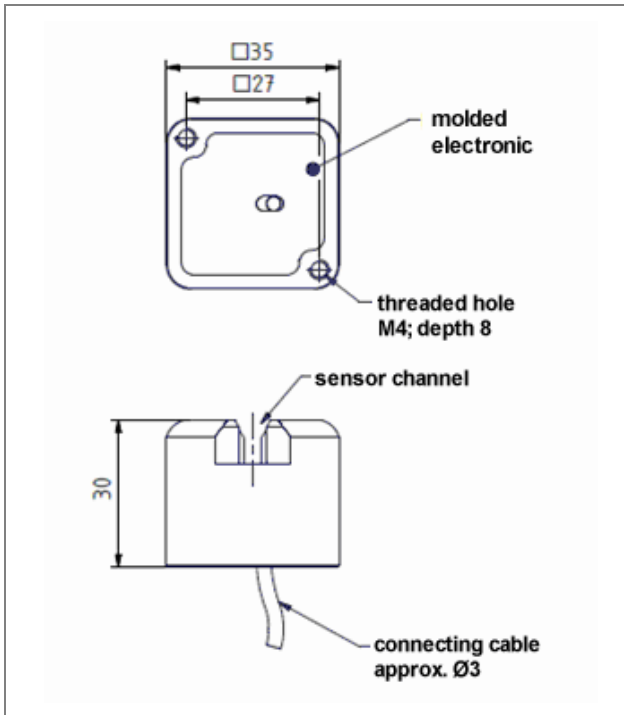 □35
□27
molded
electronic
threaded hole
M4; depth 8
sensor channel
30
connecting cable
approx. Ø3